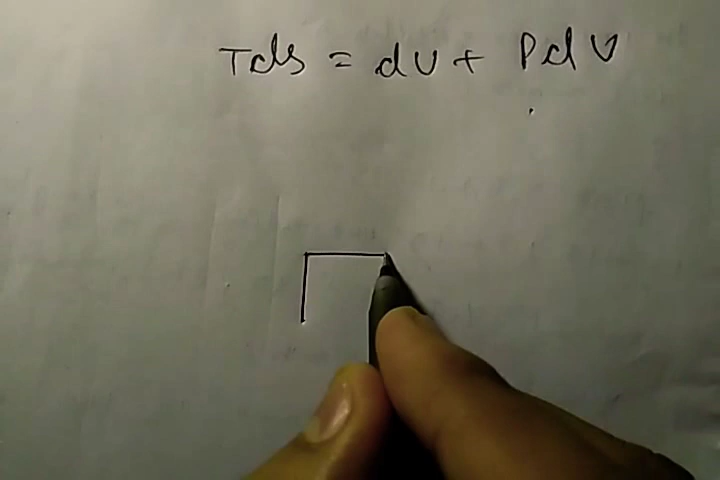 Tds = dU + PdV